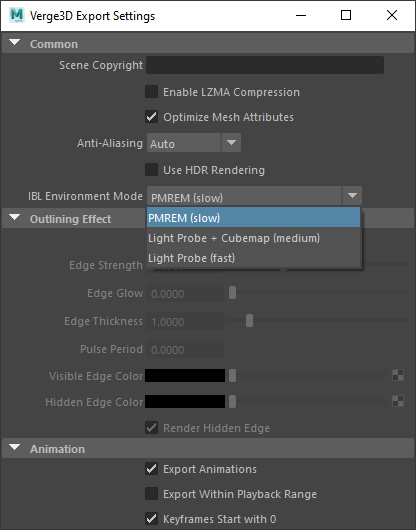 Verge3D Export Settings
Common
Scene Copyright
Enable LZMA Compression
Optimize Mesh Attributes
Anti-Aliasing Auto
Use HDR Rendering
IBL Environment Mode PMREM (slow)
PMREM (slow)
Outlining Effect
Light Probe + Cubemap (medium)
Light Probe (fast)
Edge Strength
Edge Glow 0.0000
Edge Thickness 1.0000
Pulse Period 0.0000
Visible Edge Color
Hidden Edge Color
Render Hidden Edge
Animation
Export Animations
Export Within Playback Range
Keyframes Start with 0